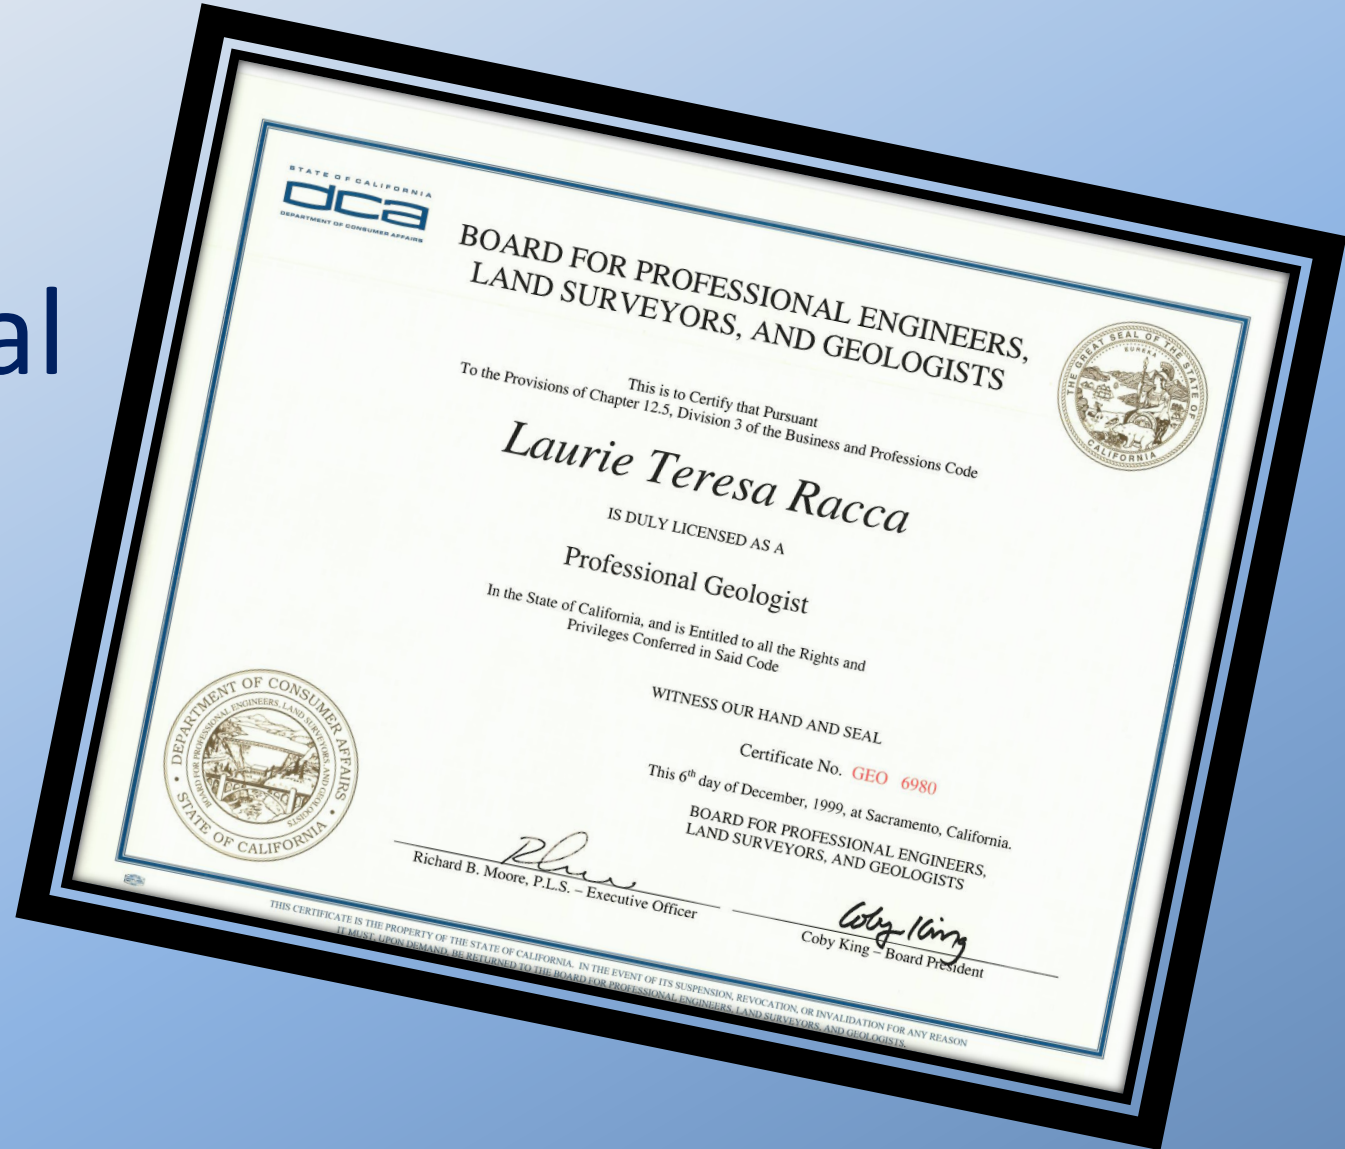 al
STATE OF CALIFORNIA
dca
DEPARTMENT OF CONSUMER AFFAIRS
BOARD FOR PROFESSIONAL ENGINEERS,
LAND SURVEYORS, AND GEOLOGISTS
THE GREAT SEAL OF THE STATE OF CALIFORNIA
EUREKA
This is to Certify that Pursuant
To the Provisions of Chapter 12.5, Division 3 of the Business and Professions Code
Laurie Teresa Racca
IS DULY LICENSED AS A
Professional Geologist
In the State of California, and is Entitled to all the Rights and
Privileges Conferred in Said Code
WITNESS OUR HAND AND SEAL
Certificate No. GEO 6980
This 6th day of December, 1999, at Sacramento, California.
BOARD FOR PROFESSIONAL ENGINEERS,
LAND SURVEYORS, AND GEOLOGISTS
DEPARTMENT OF CONSUMER AFFAIRS
STATE OF CALIFORNIA
BOARD FOR PROFESSIONAL ENGINEERS, LAND SURVEYORS, AND GEOLOGISTS
Richard B. Moore, P.L.S. – Executive Officer
Coby King
Coby King – Board President
THIS CERTIFICATE IS THE PROPERTY OF THE STATE OF CALIFORNIA. IN THE EVENT OF ITS SUSPENSION, REVOCATION, OR INVALIDATION FOR ANY REASON
IT MUST, UPON DEMAND, BE RETURNED TO THE BOARD FOR PROFESSIONAL ENGINEERS, LAND SURVEYORS, AND GEOLOGISTS.